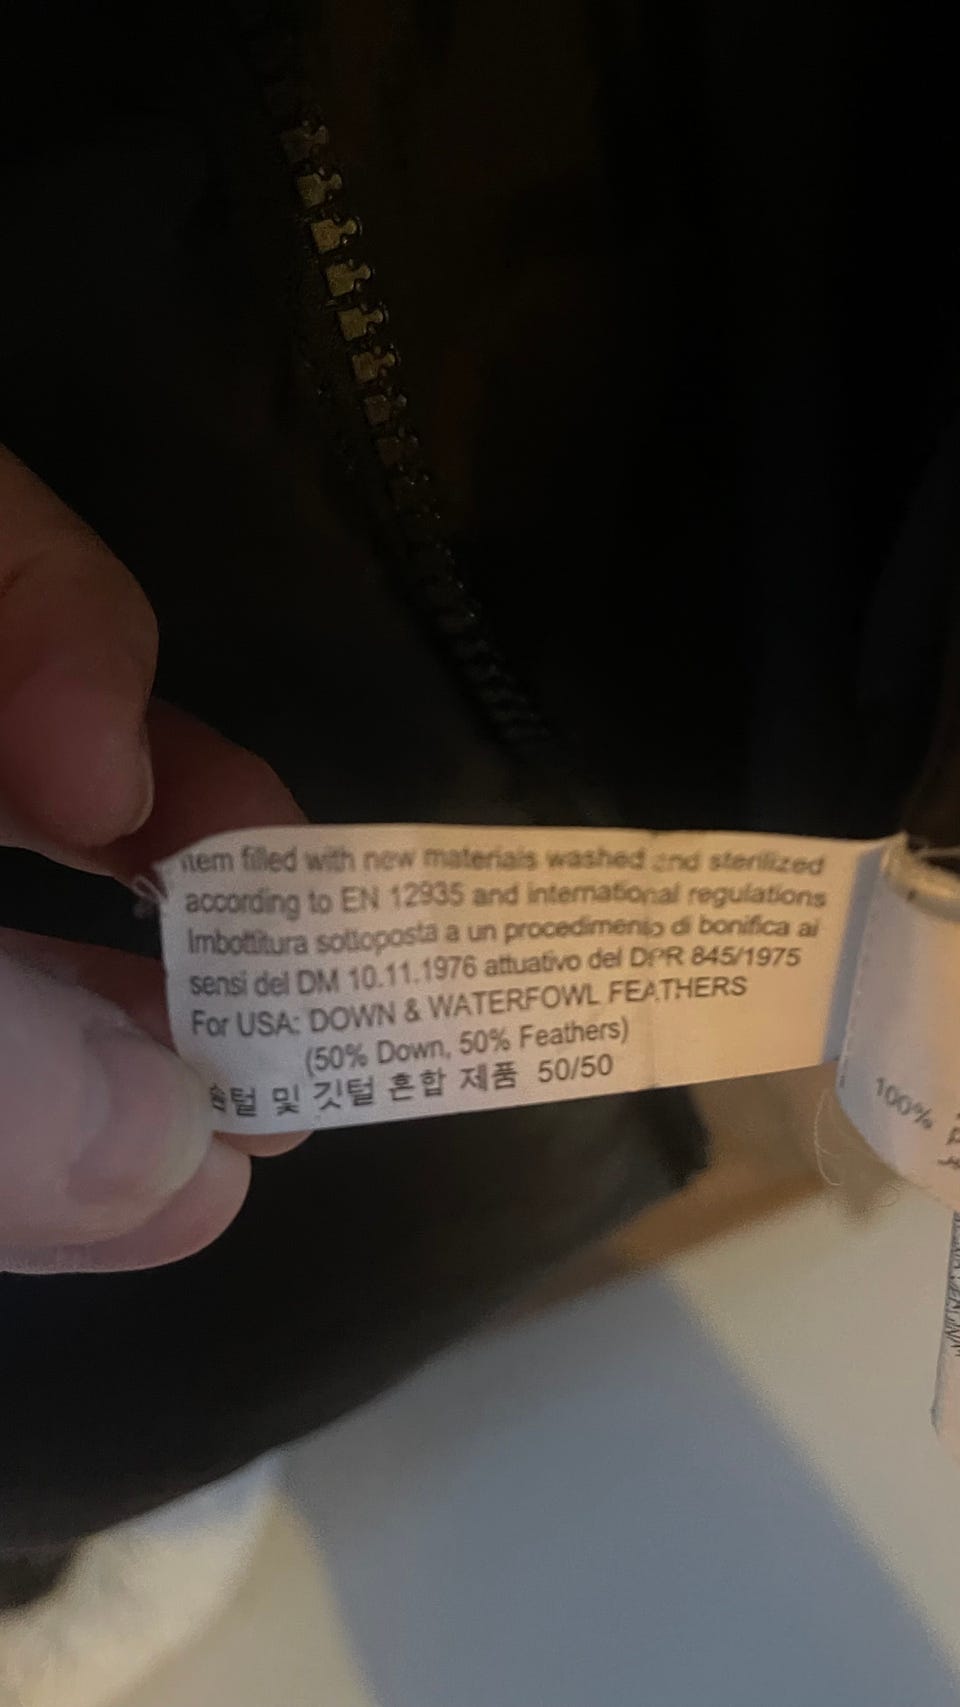 item filled with new materials washed and sterilized
according to EN 12935 and international regulations
Imbottitura sottoposta a un procedimento di bonifica ai
sensi del DM 10.11.1976 attuativo del DPR 845/1975
For USA: DOWN & WATERFOWL FEATHERS
(50% Down, 50% Feathers)
솜털 및 깃털 혼합 제품 50/50
100%